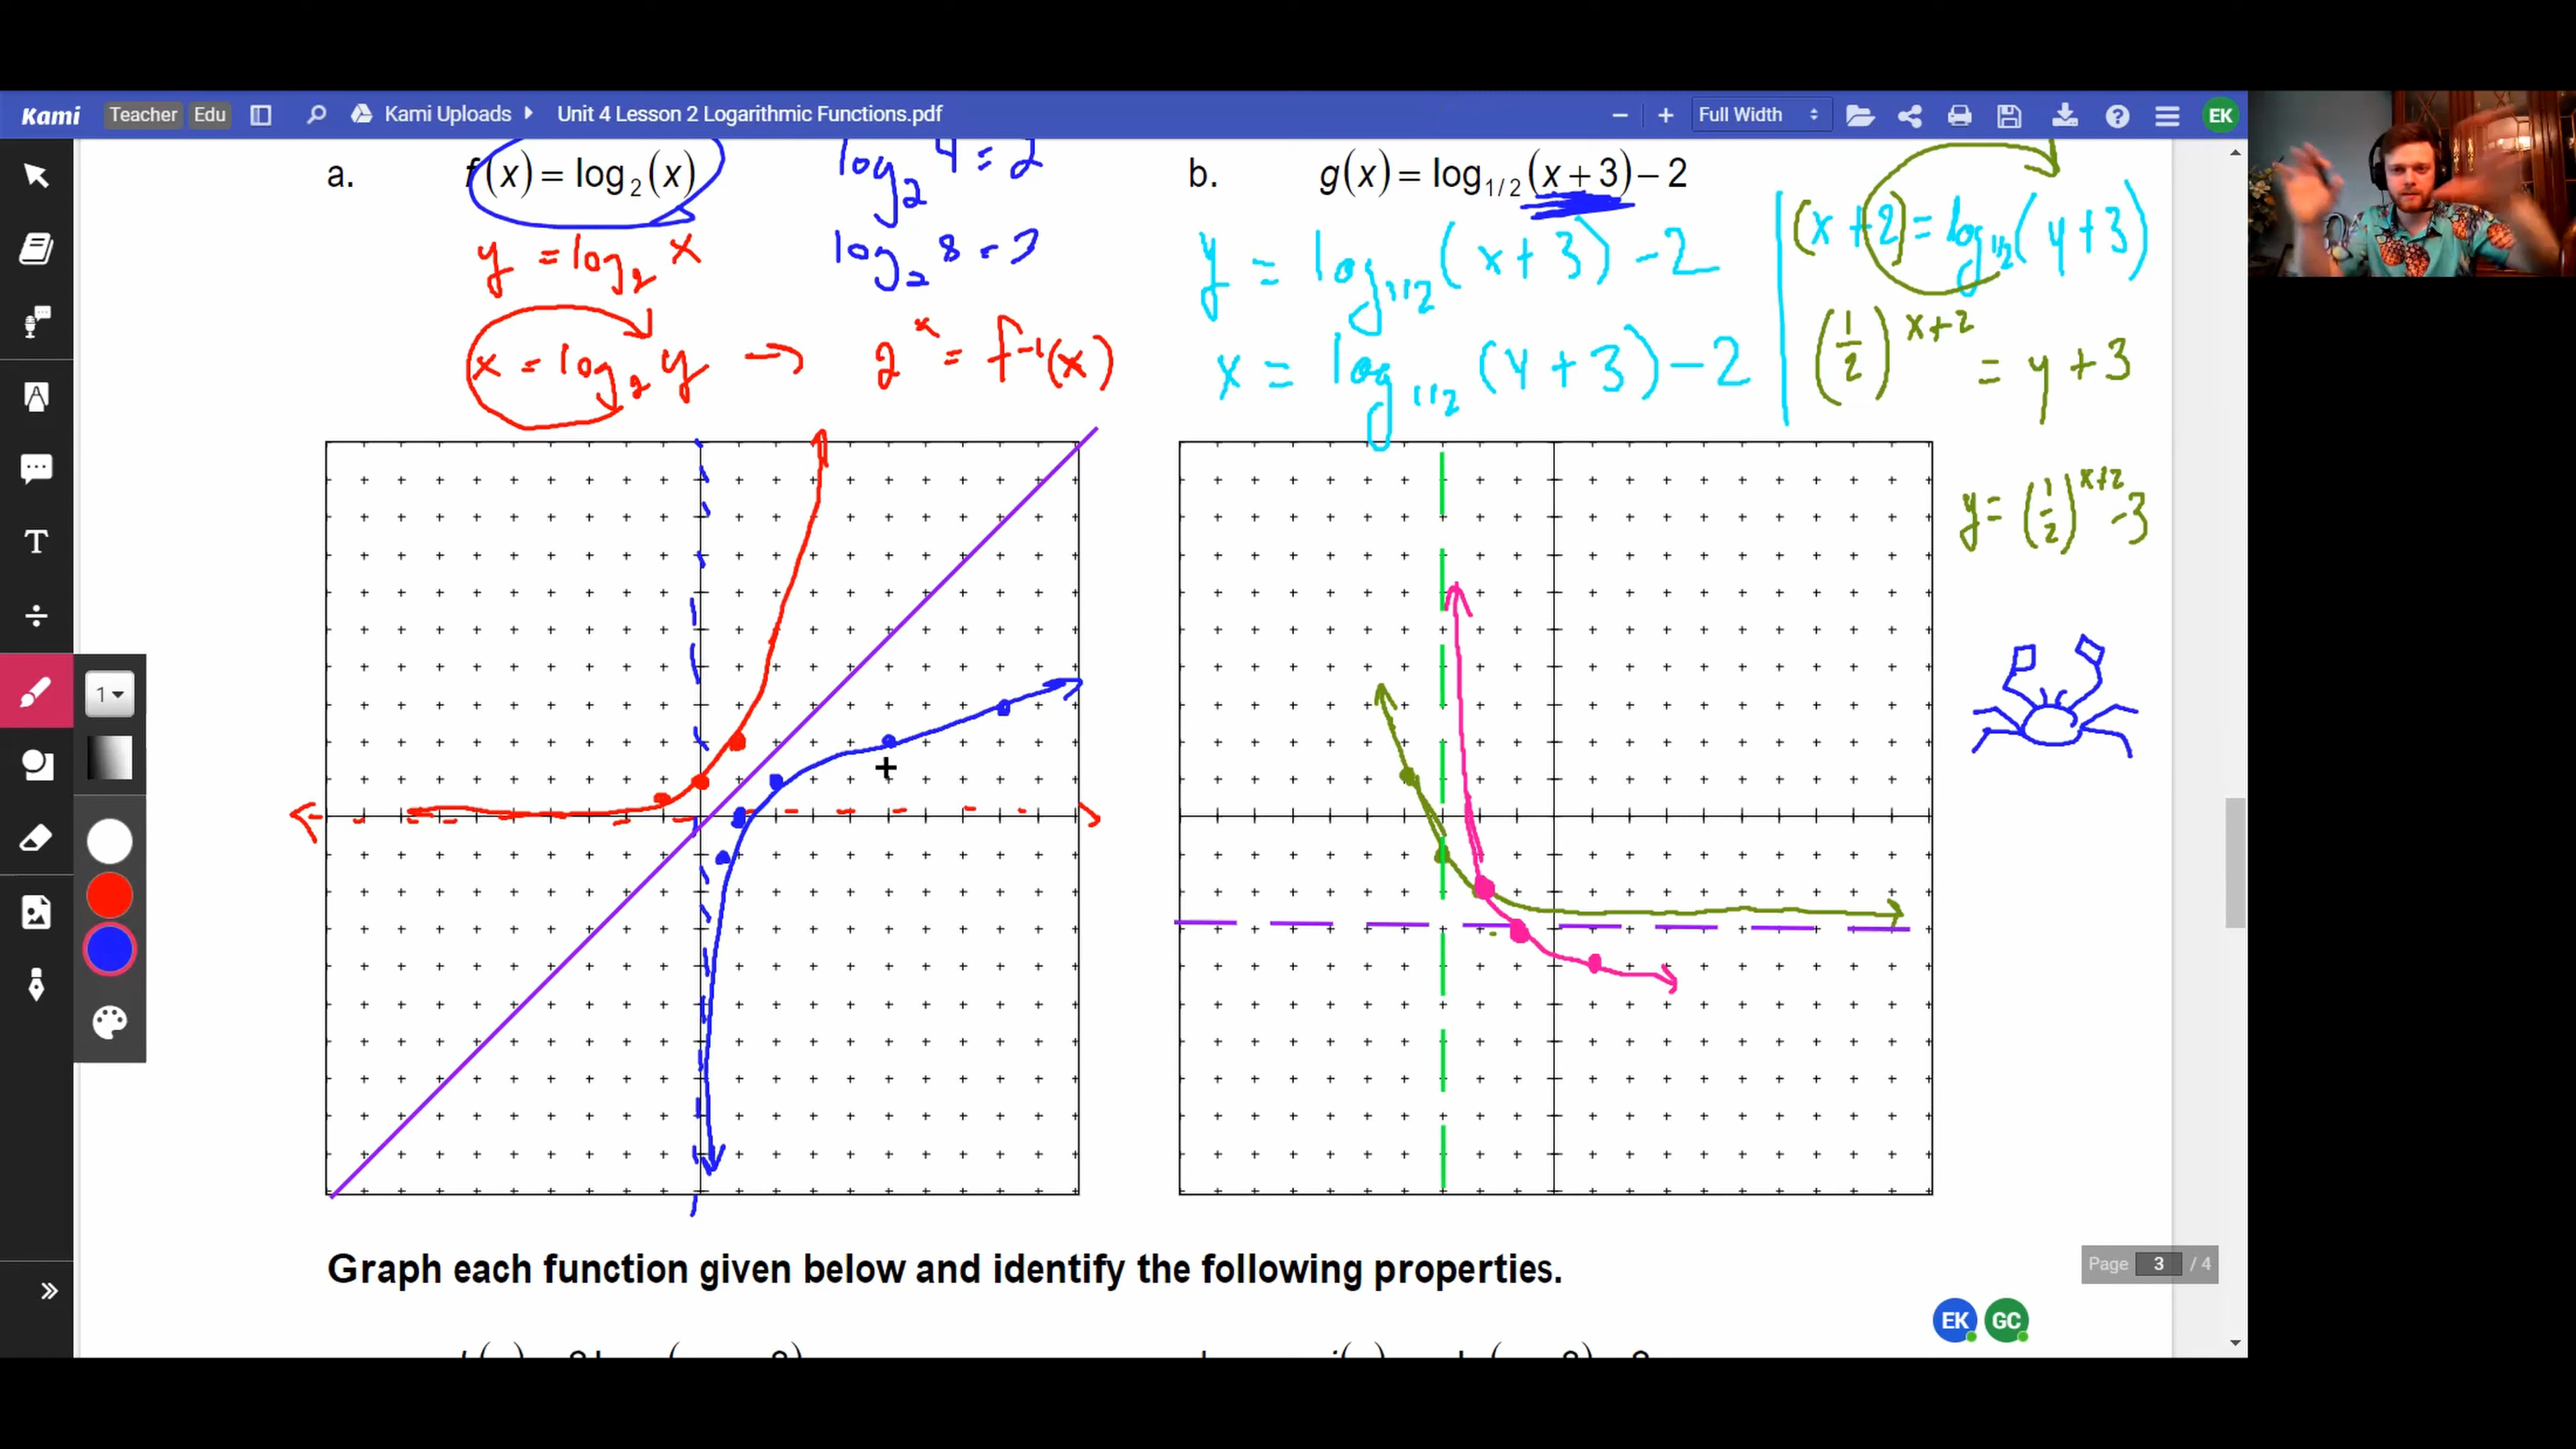 Kami Teacher Edu Kami Uploads Unit 4 Lesson 2 Logarithmic Functions.pdf Full Width EK
a. f(x) = log₂(x)
log₂ 4 = 2
log₂ 8 = 3
y = log₂ x
x = log₂ y → 2ˣ = f⁻¹(x)
b. g(x) = log₁/₂(x+3)−2
y = log₁/₂(x+3)−2
x = log₁/₂(y+3)−2
(x+2) = log₁/₂(y+3)
(1/2)ˣ⁺² = y+3
y = (1/2)ˣ⁺² −3
1
T
Graph each function given below and identify the following properties.
Page 3 / 4
EK GC